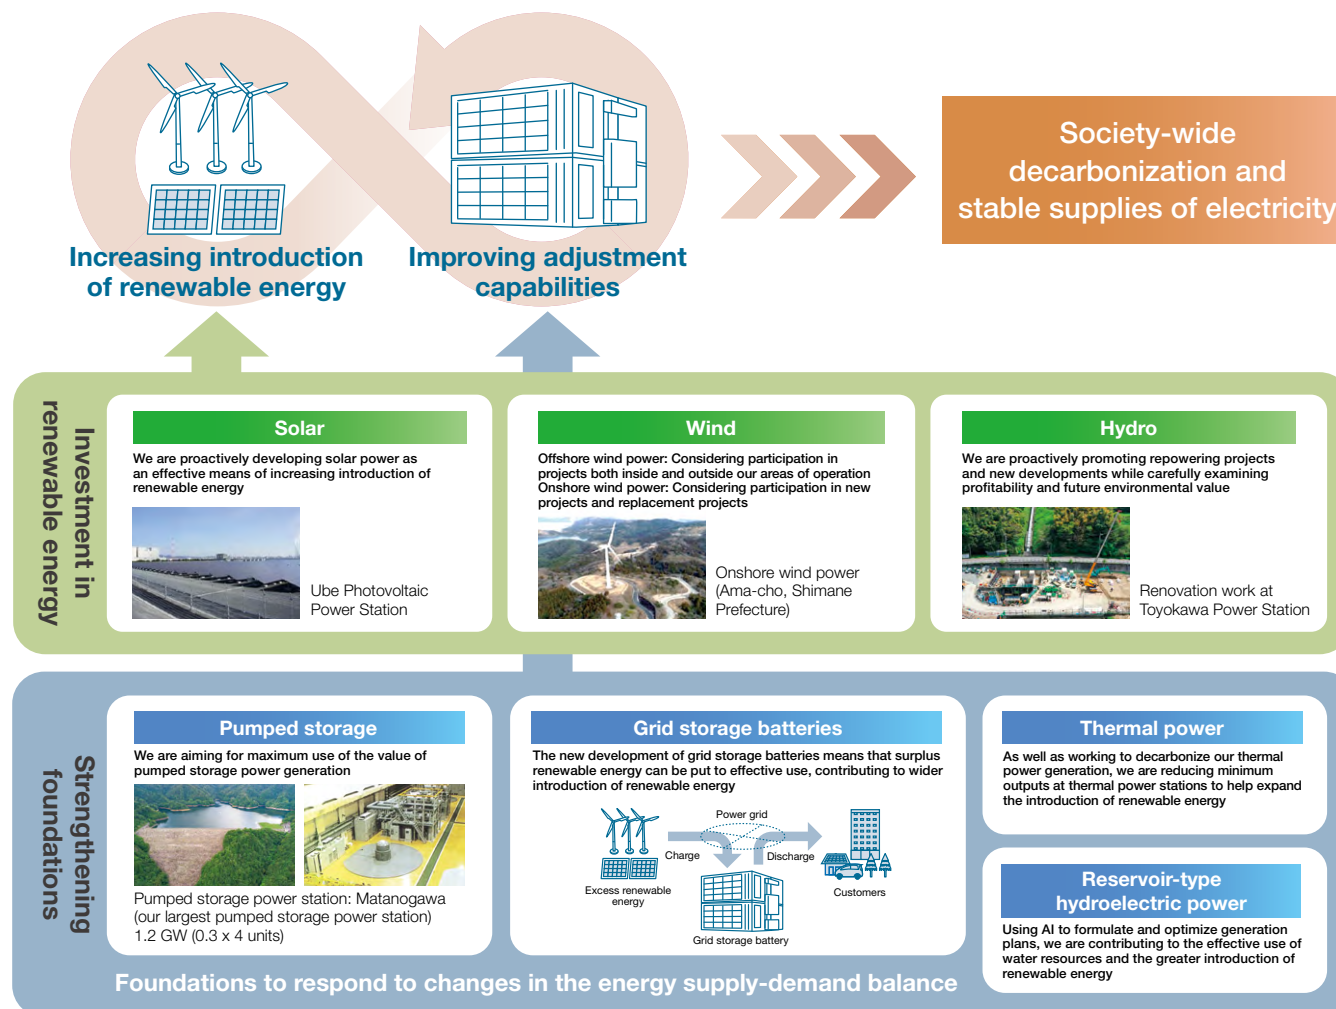 Society-wide
decarbonization and
stable supplies of electricity
Increasing introduction
of renewable energy
Improving adjustment
capabilities
Investment in
renewable energy
Solar
We are proactively developing solar power as
an effective means of increasing introduction of
renewable energy
Ube Photovoltaic
Power Station
Wind
Offshore wind power: Considering participation in
projects both inside and outside our areas of operation
Onshore wind power: Considering participation in new
projects and replacement projects
Onshore wind power
(Ama-cho, Shimane
Prefecture)
Hydro
We are proactively promoting repowering projects
and new developments while carefully examining
profitability and future environmental value
Renovation work at
Toyokawa Power Station
Strengthening
foundations
Pumped storage
We are aiming for maximum use of the value of
pumped storage power generation
Pumped storage power station: Matanogawa
(our largest pumped storage power station)
1.2 GW (0.3 x 4 units)
Grid storage batteries
The new development of grid storage batteries means that surplus
renewable energy can be put to effective use, contributing to wider
introduction of renewable energy
Power grid
Charge
Discharge
Excess renewable
energy
Customers
Grid storage battery
Thermal power
As well as working to decarbonize our thermal
power generation, we are reducing minimum
outputs at thermal power stations to help expand
the introduction of renewable energy
Reservoir-type
hydroelectric power
Using AI to formulate and optimize generation
plans, we are contributing to the effective use of
water resources and the greater introduction of
renewable energy
Foundations to respond to changes in the energy supply-demand balance